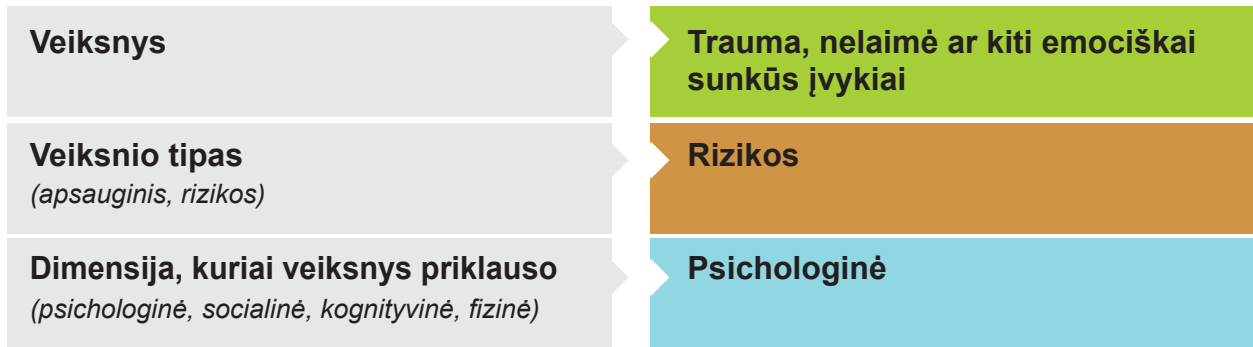 Veiksnys
Trauma, nelaimė ar kiti emociškai
sunkūs įvykiai
Veiksnio tipas
(apsauginis, rizikos)
Rizikos
Dimensija, kuriai veiksnys priklauso
(psichologinė, socialinė, kognityvinė, fizinė)
Psichologinė